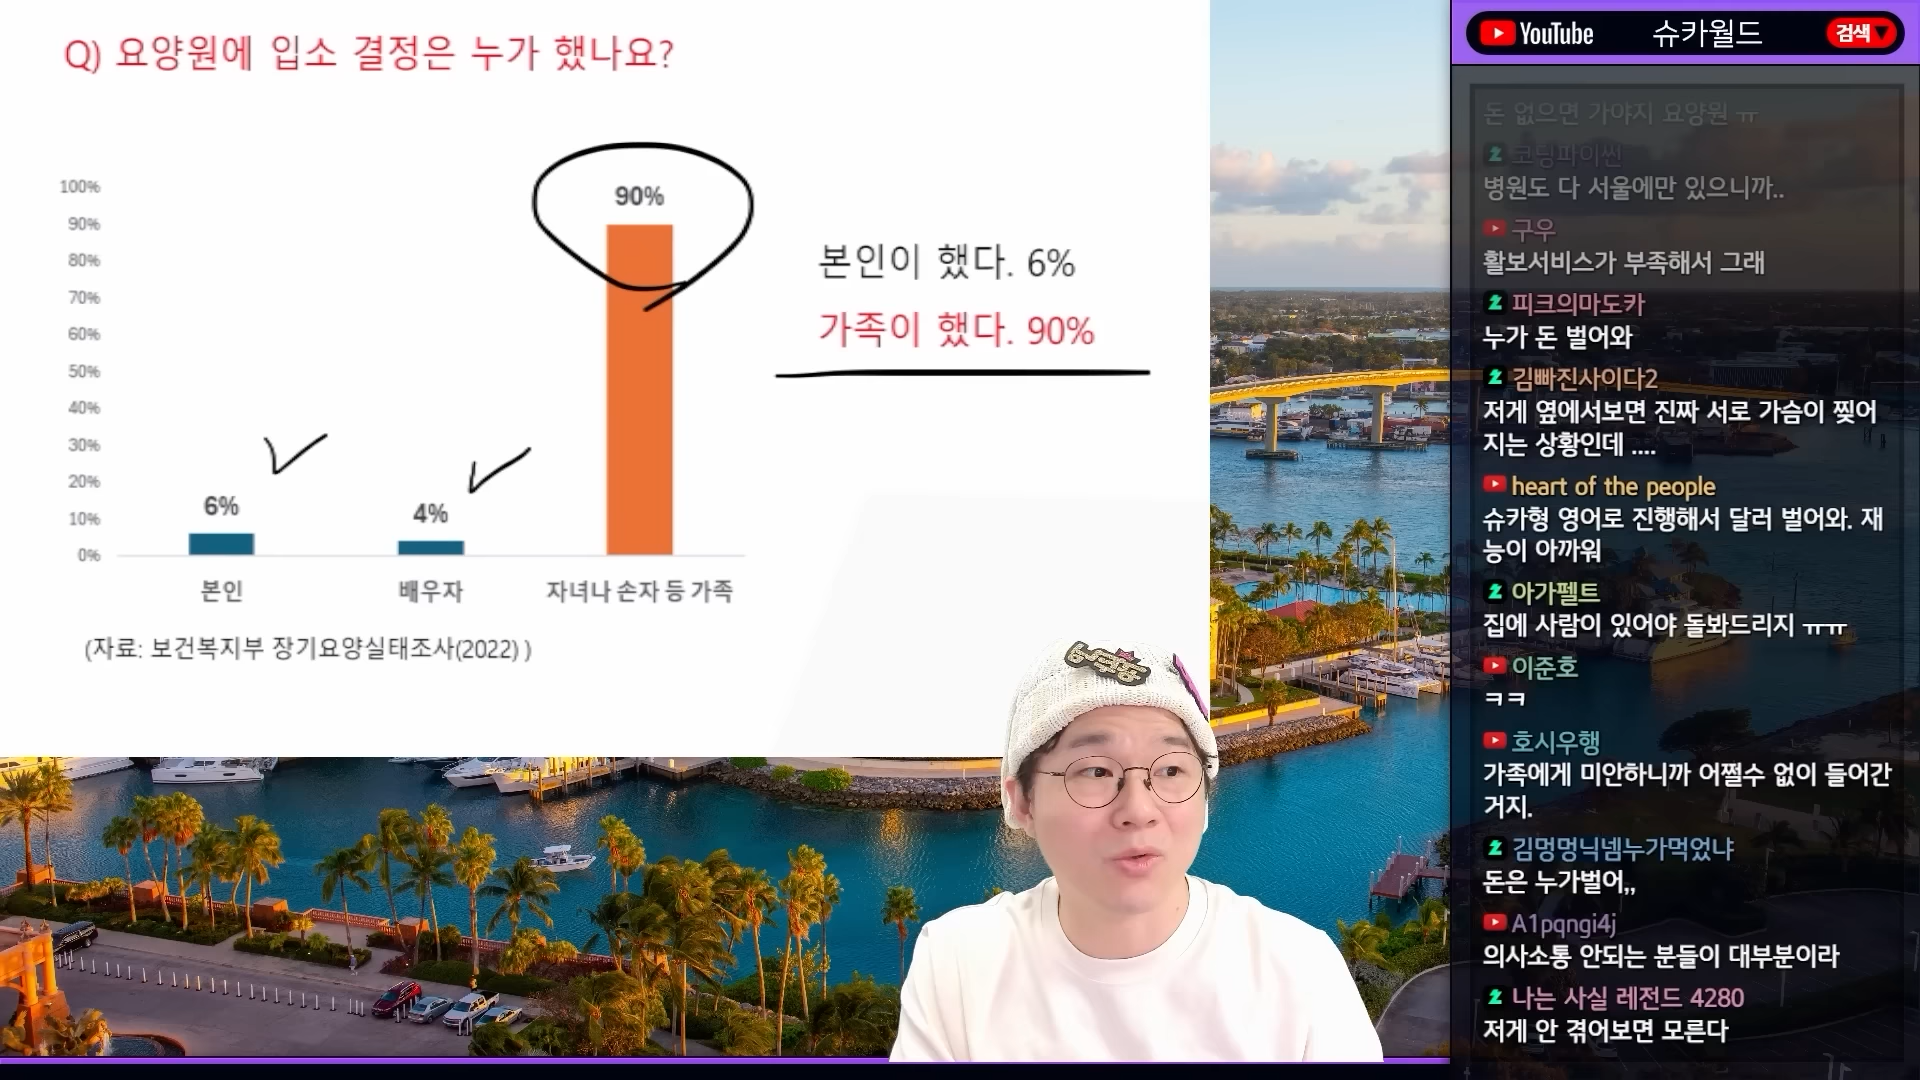 Q) 요양원에 입소 결정은 누가 했나요?
100%
90%
80%
70%
60%
50%
40%
30%
20%
10%
0%
6%
4%
90%
본인
배우자
자녀나 손자 등 가족
(자료: 보건복지부 장기요양실태조사(2022) )
본인이 했다. 6%
가족이 했다. 90%
YouTube 슈카월드 검색
돈 없으면 가야지 요양원 ㅠ
코딩파이썬
병원도 다 서울에만 있으니까..
구우
활보서비스가 부족해서 그래
피크의마도카
누가 돈 벌어와
김빠진사이다2
저게 옆에서보면 진짜 서로 가슴이 찢어
지는 상황인데 ....
heart of the people
슈카형 영어로 진행해서 달러 벌어와. 재
능이 아까워
아가펠트
집에 사람이 있어야 돌봐드리지 ㅠㅠ
이준호
ㅋㅋ
호시우행
가족에게 미안하니까 어쩔수 없이 들어간
거지.
김멍멍닉넴누가먹었냐
돈은 누가벌어,,
A1pqngi4j
의사소통 안되는 분들이 대부분이라
나는 사실 레전드 4280
저게 안 겪어보면 모른다